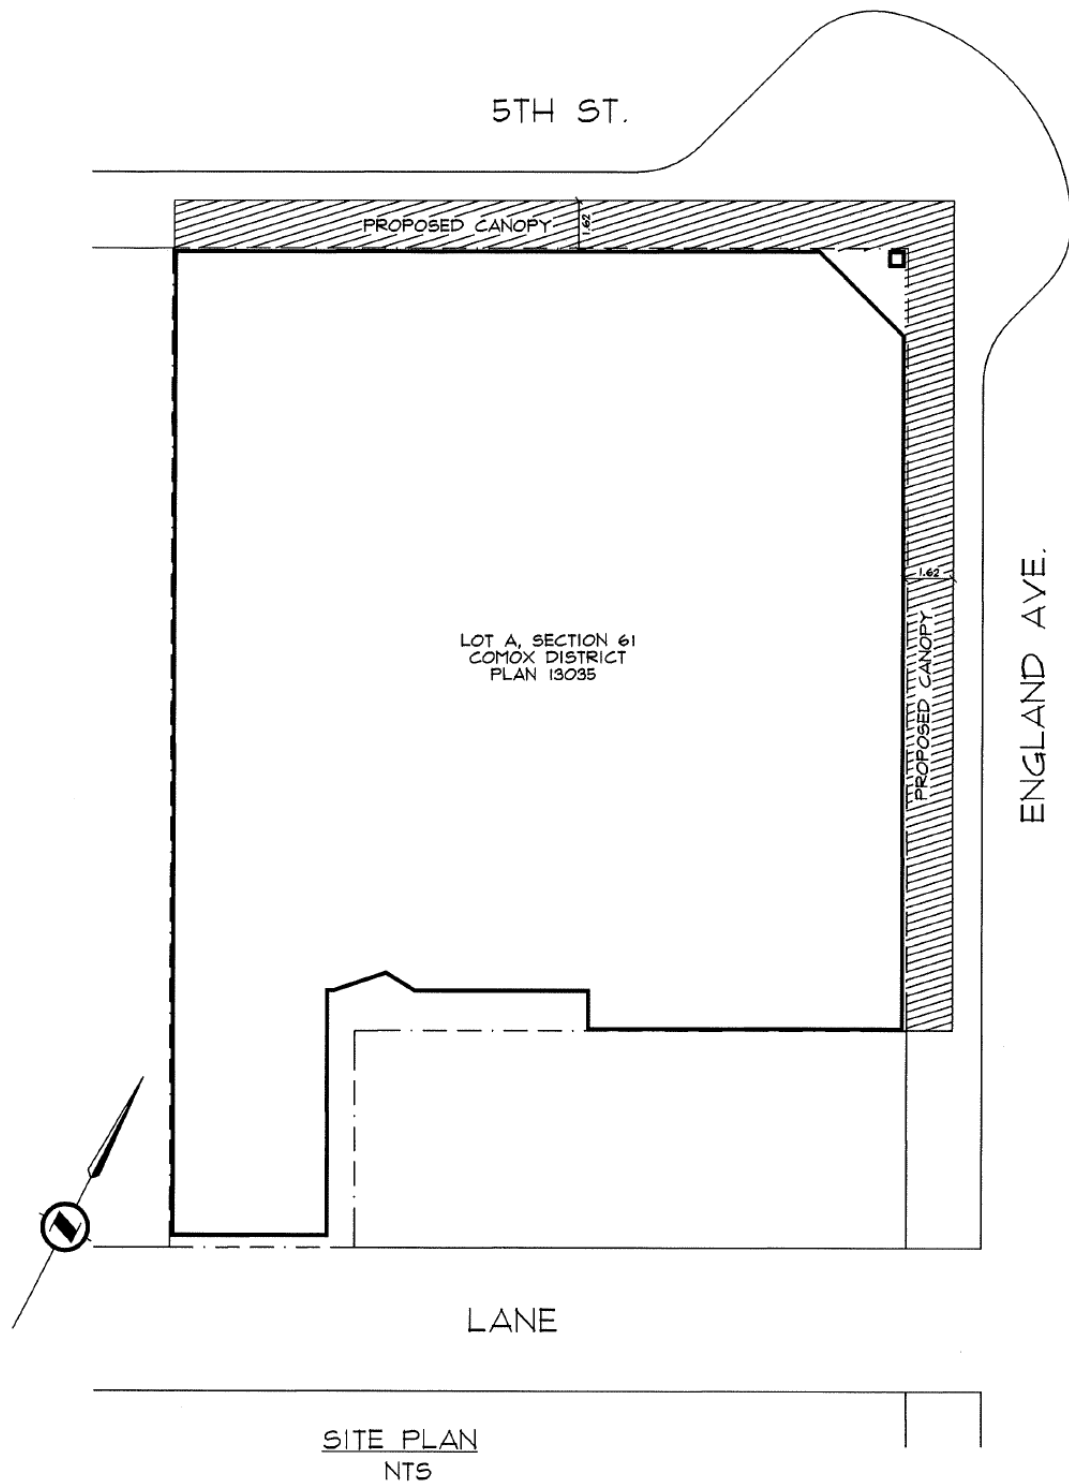 5TH ST.
PROPOSED CANOPY
1.62
1.62
PROPOSED CANOPY
ENGLAND AVE.
LOT A, SECTION 61
COMOX DISTRICT
PLAN 13035
LANE
SITE PLAN
NTS